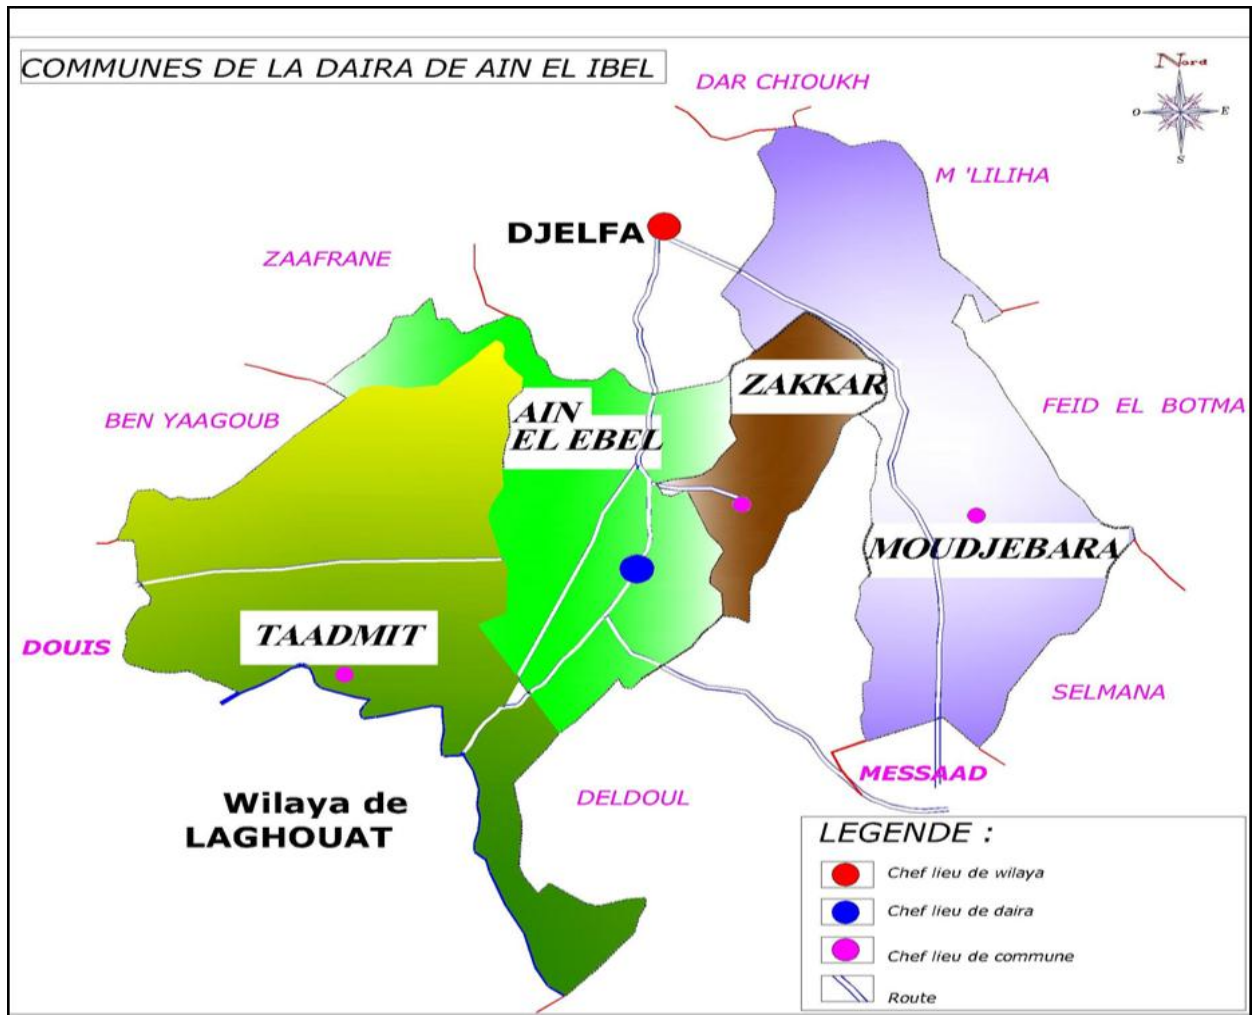 COMMUNES DE LA DAIRA DE AIN EL IBEL
Nord
O
E
S
DAR CHIOUKH
M 'LILIHA
DJELFA
ZAAFRANE
ZAKKAR
AIN
EL EBEL
BEN YAAGOUB
FEID EL BOTMA
MOUDJEBARA
TAADMIT
DOUIS
SELMANA
MESSAAD
DELDOUL
Wilaya de
LAGHOUAT
LEGENDE :
Chef lieu de wilaya
Chef lieu de daira
Chef lieu de commune
Route